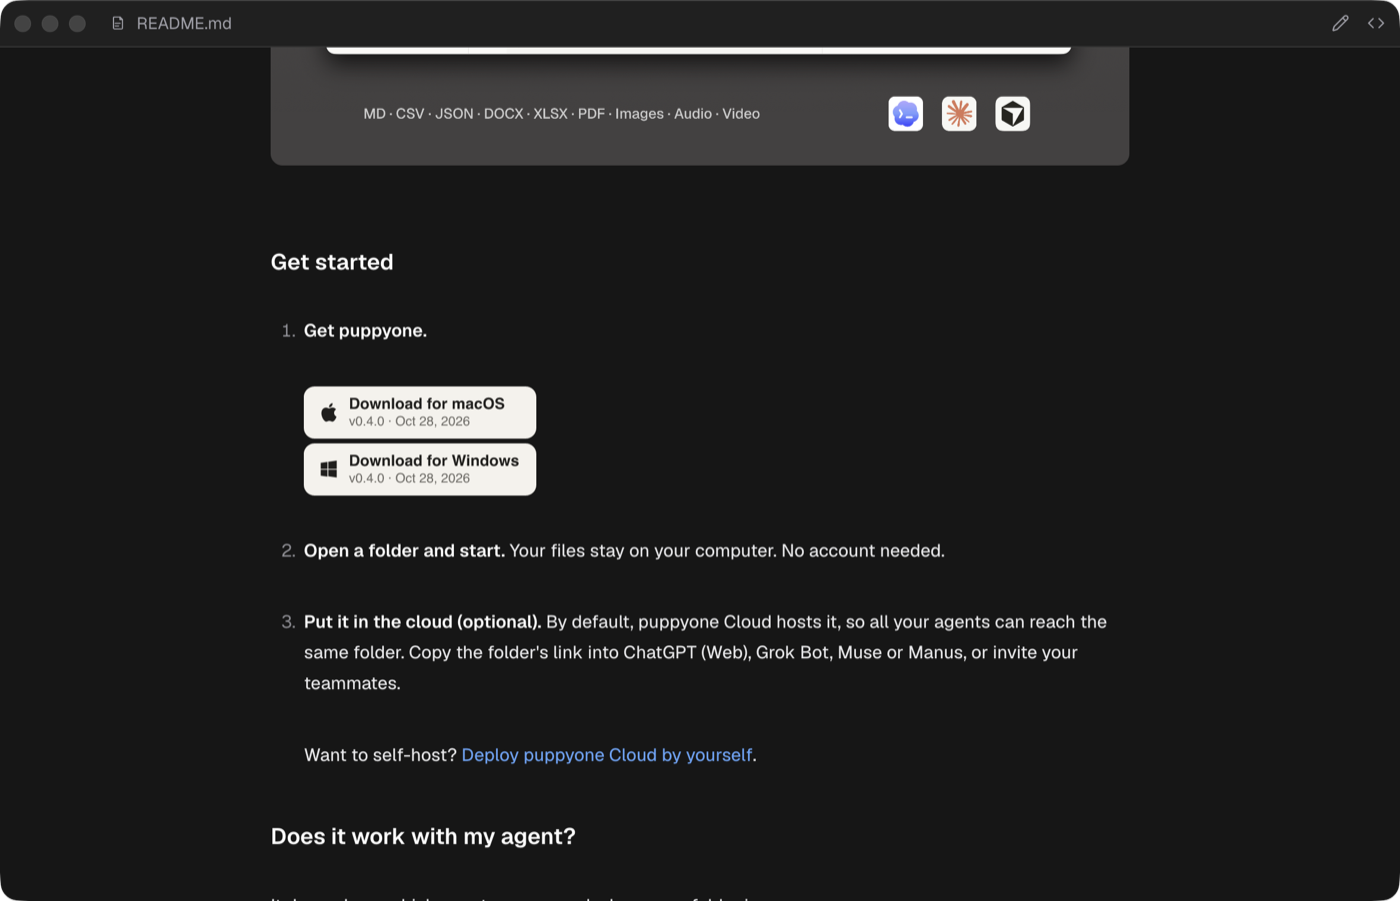 README.md
MD · CSV · JSON · DOCX · XLSX · PDF · Images · Audio · Video
Get started
1. Get puppyone.
Download for macOS
v0.4.0 · Oct 28, 2026
Download for Windows
v0.4.0 · Oct 28, 2026
2. Open a folder and start. Your files stay on your computer. No account needed.
3. Put it in the cloud (optional). By default, puppyone Cloud hosts it, so all your agents can reach the
same folder. Copy the folder's link into ChatGPT (Web), Grok Bot, Muse or Manus, or invite your
teammates.
Want to self-host? Deploy puppyone Cloud by yourself.
Does it work with my agent?